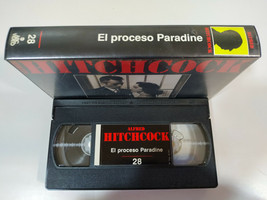 28
El proceso Paradine
HITCHCOCK
ALFRED
HITCHCOCK
El proceso Paradine
28